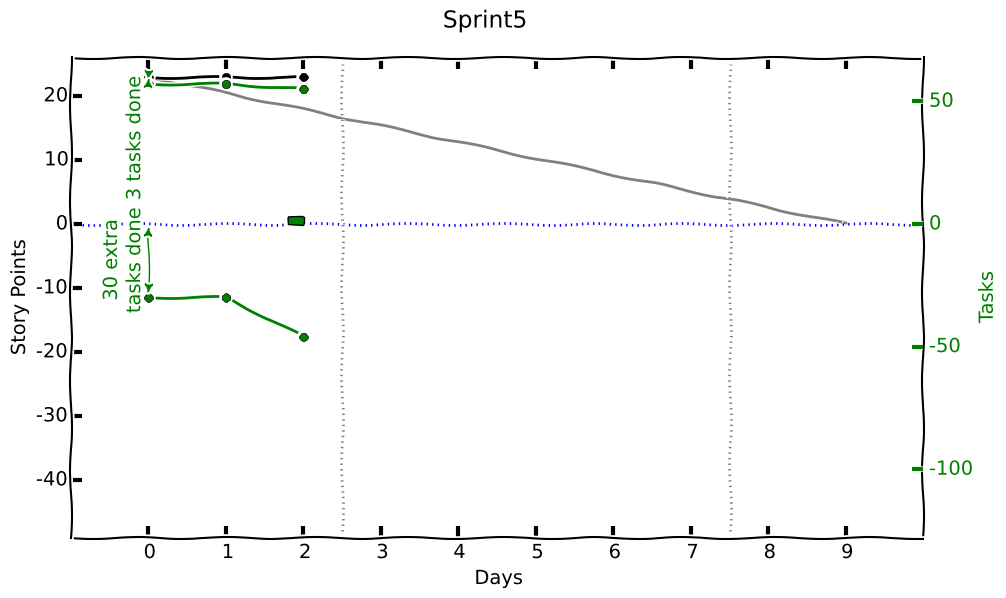 Sprint5
Story Points
20
10
0
-10
-20
-30
-40
3 tasks done
30 extra
tasks done
50
0
-50
-100
Tasks
0 1 2 3 4 5 6 7 8 9
Days